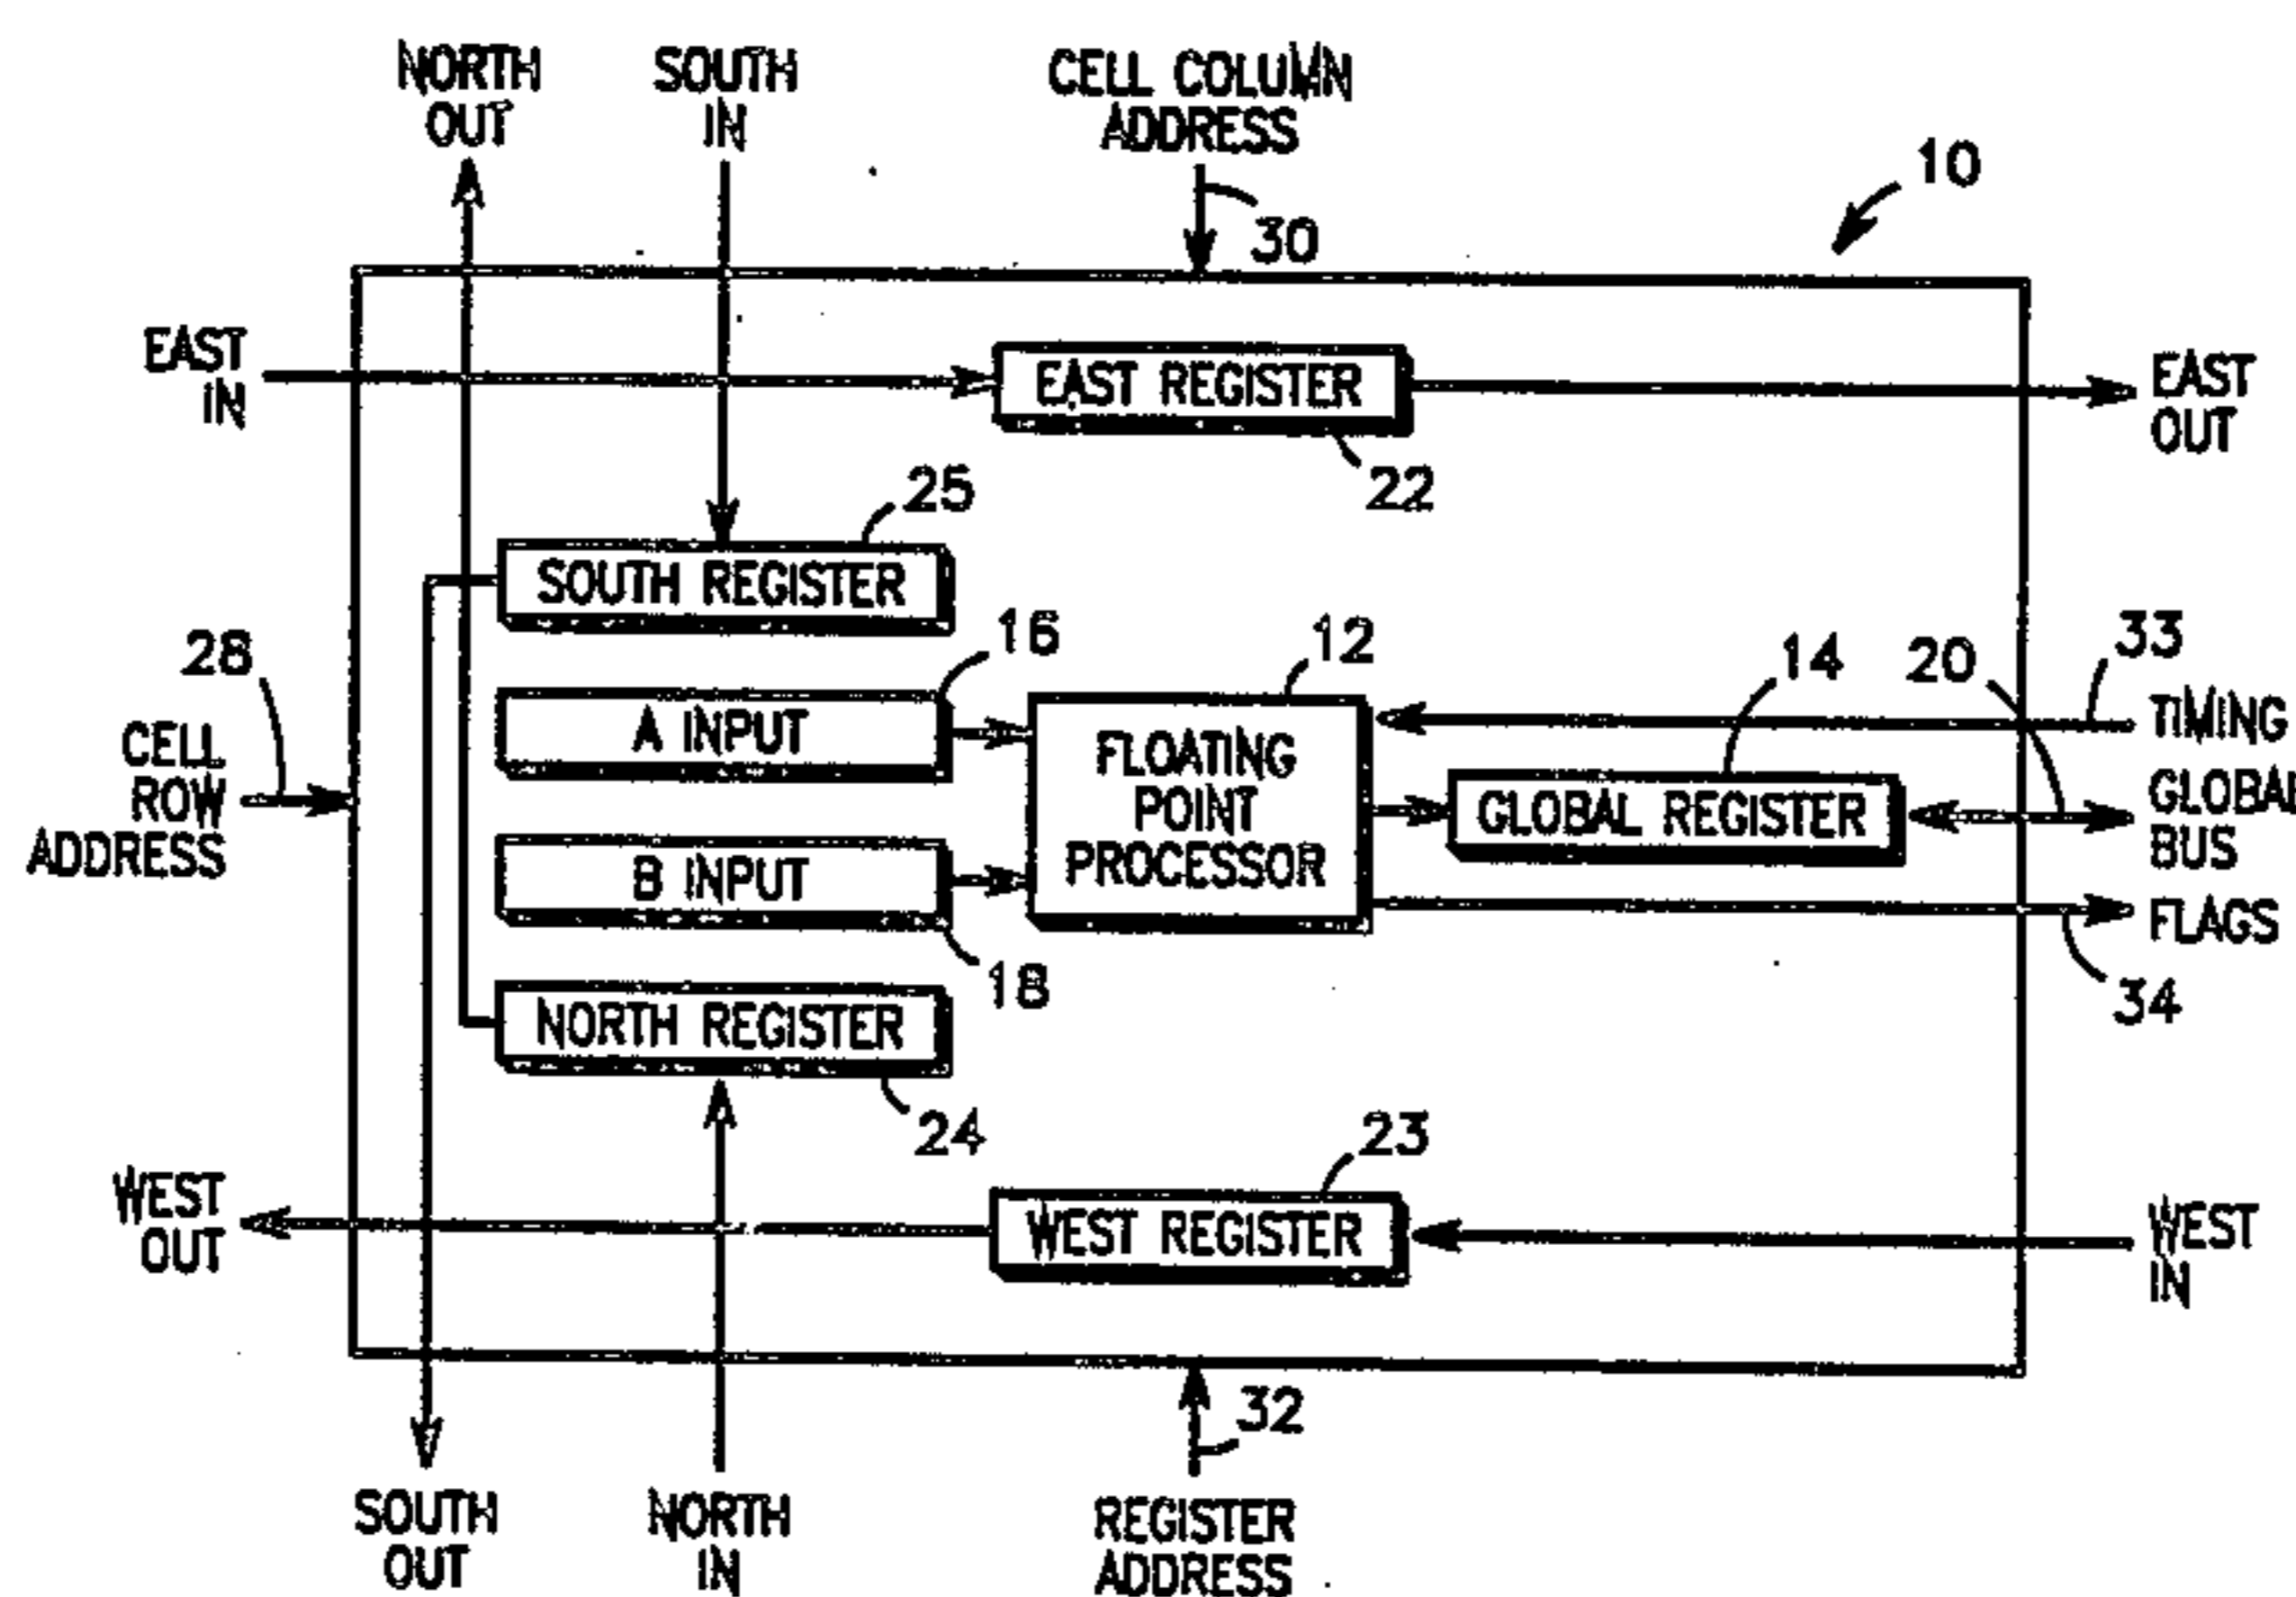 NORTH
OUT
SOUTH
IN
CELL COLUMN
ADDRESS
10
30
EAST
IN
EAST REGISTER
EAST
OUT
22
25
SOUTH REGISTER
28
16
12
14
20
33
CELL
ROW
ADDRESS
A INPUT
FLOATING
POINT
PROCESSOR
TIMING
GLOBAL REGISTER
GLOBAL
BUS
B INPUT
FLAGS
18
34
NORTH REGISTER
24
23
WEST
OUT
WEST REGISTER
WEST
IN
32
SOUTH
OUT
NORTH
IN
REGISTER
ADDRESS